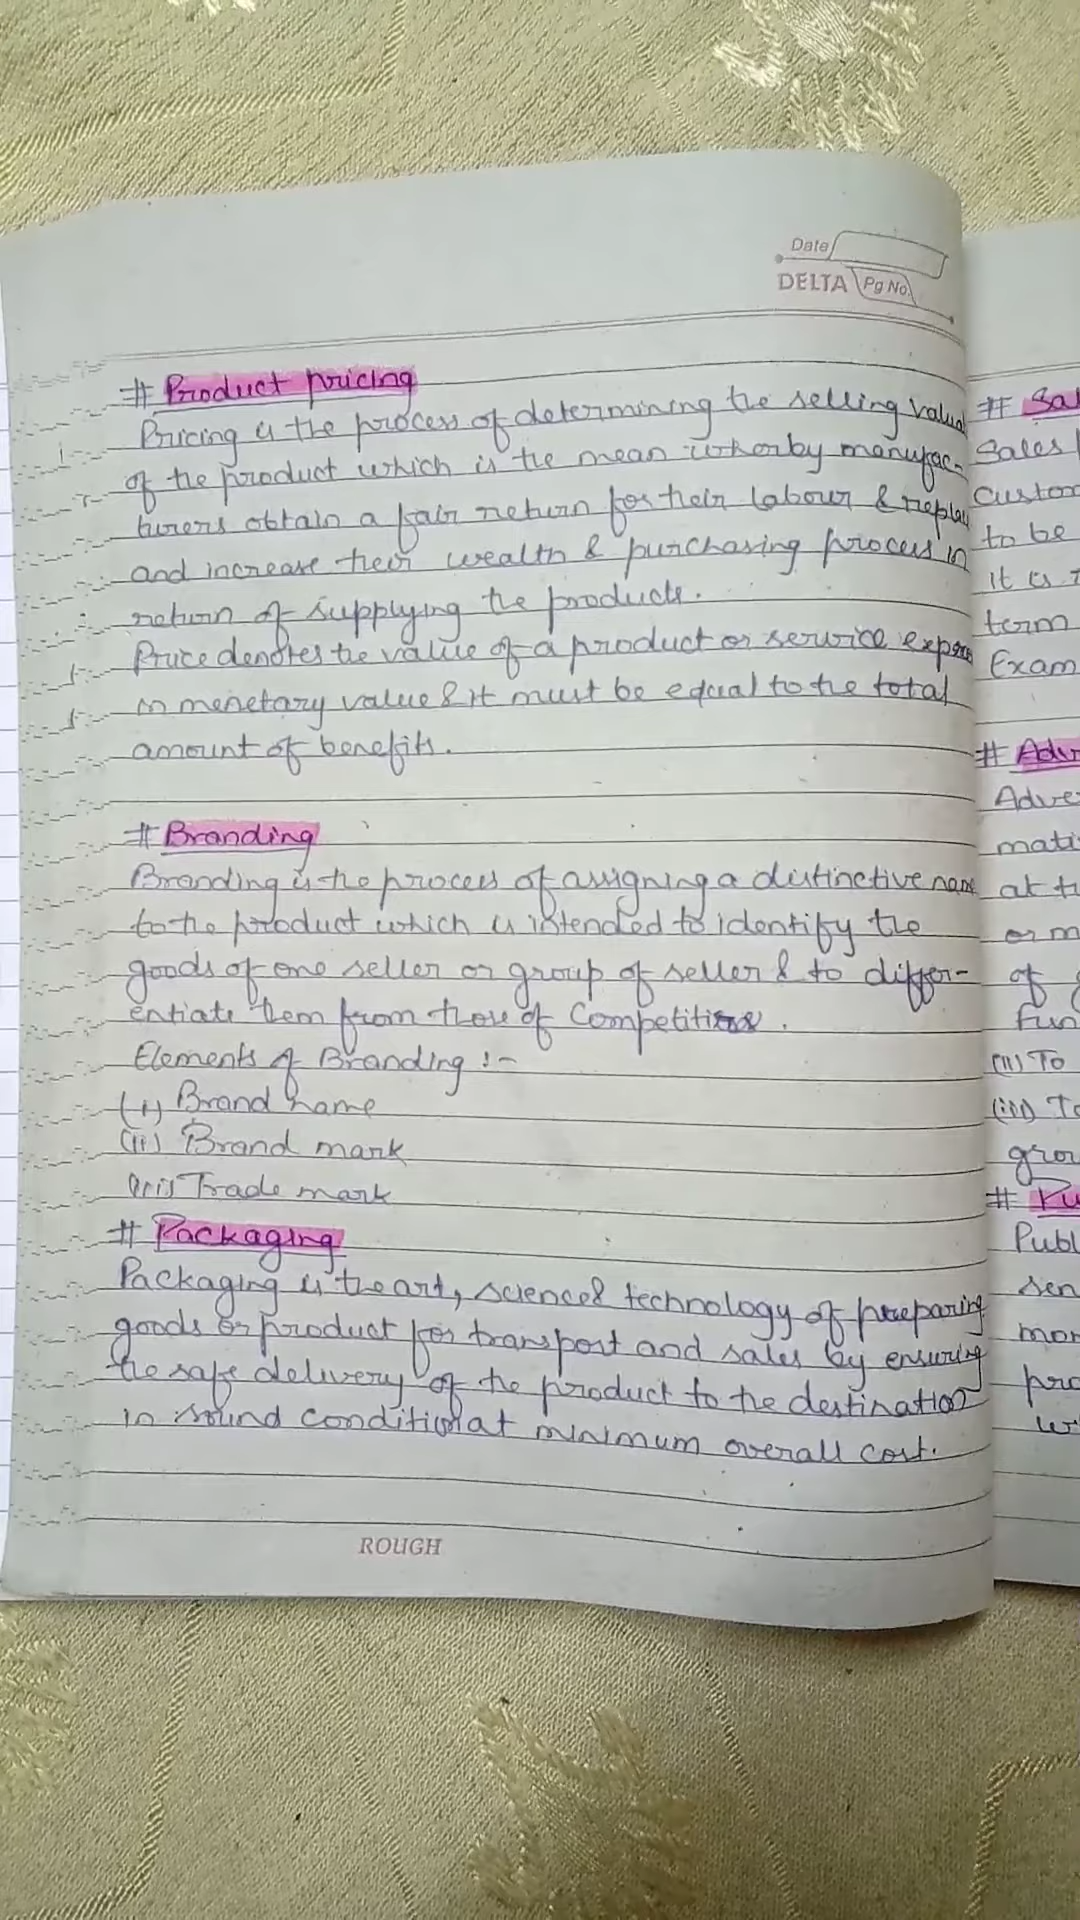 Date
DELTA Pg No.
# Product pricing
Pricing is the process of determining the selling value
of the product which is the mean whorby manufac-
turers obtain a fair return for their labour & replay
and increase their wealth & purchasing process in
return of supplying the products.
Price denotes the value of a product or service
in menetary value & it must be equal to the total
amount of benefits.
# Branding
Branding is the process of assigning a distinctive name
to the product which is intended to identify the
goods of one seller or group of seller & to differ-
entiate them from those of
Elements of Branding :-
(i) Brand name
(ii) Brand mark
(iii) Trade mark
# Packaging
Packaging is the art, science & technology of preparing
goods or product for transport and sales by ensuring
the safe delivery of the product to the destination
in sound condition at minimum overall cost.
ROUGH
# Sal
Sales
Custom
to be
it is
term
Exam
# Adv
Adve
mati
at t
or m
of
fun
(ii) To
(iii) To
grou
# Pu
Publ
sen
mor
pro